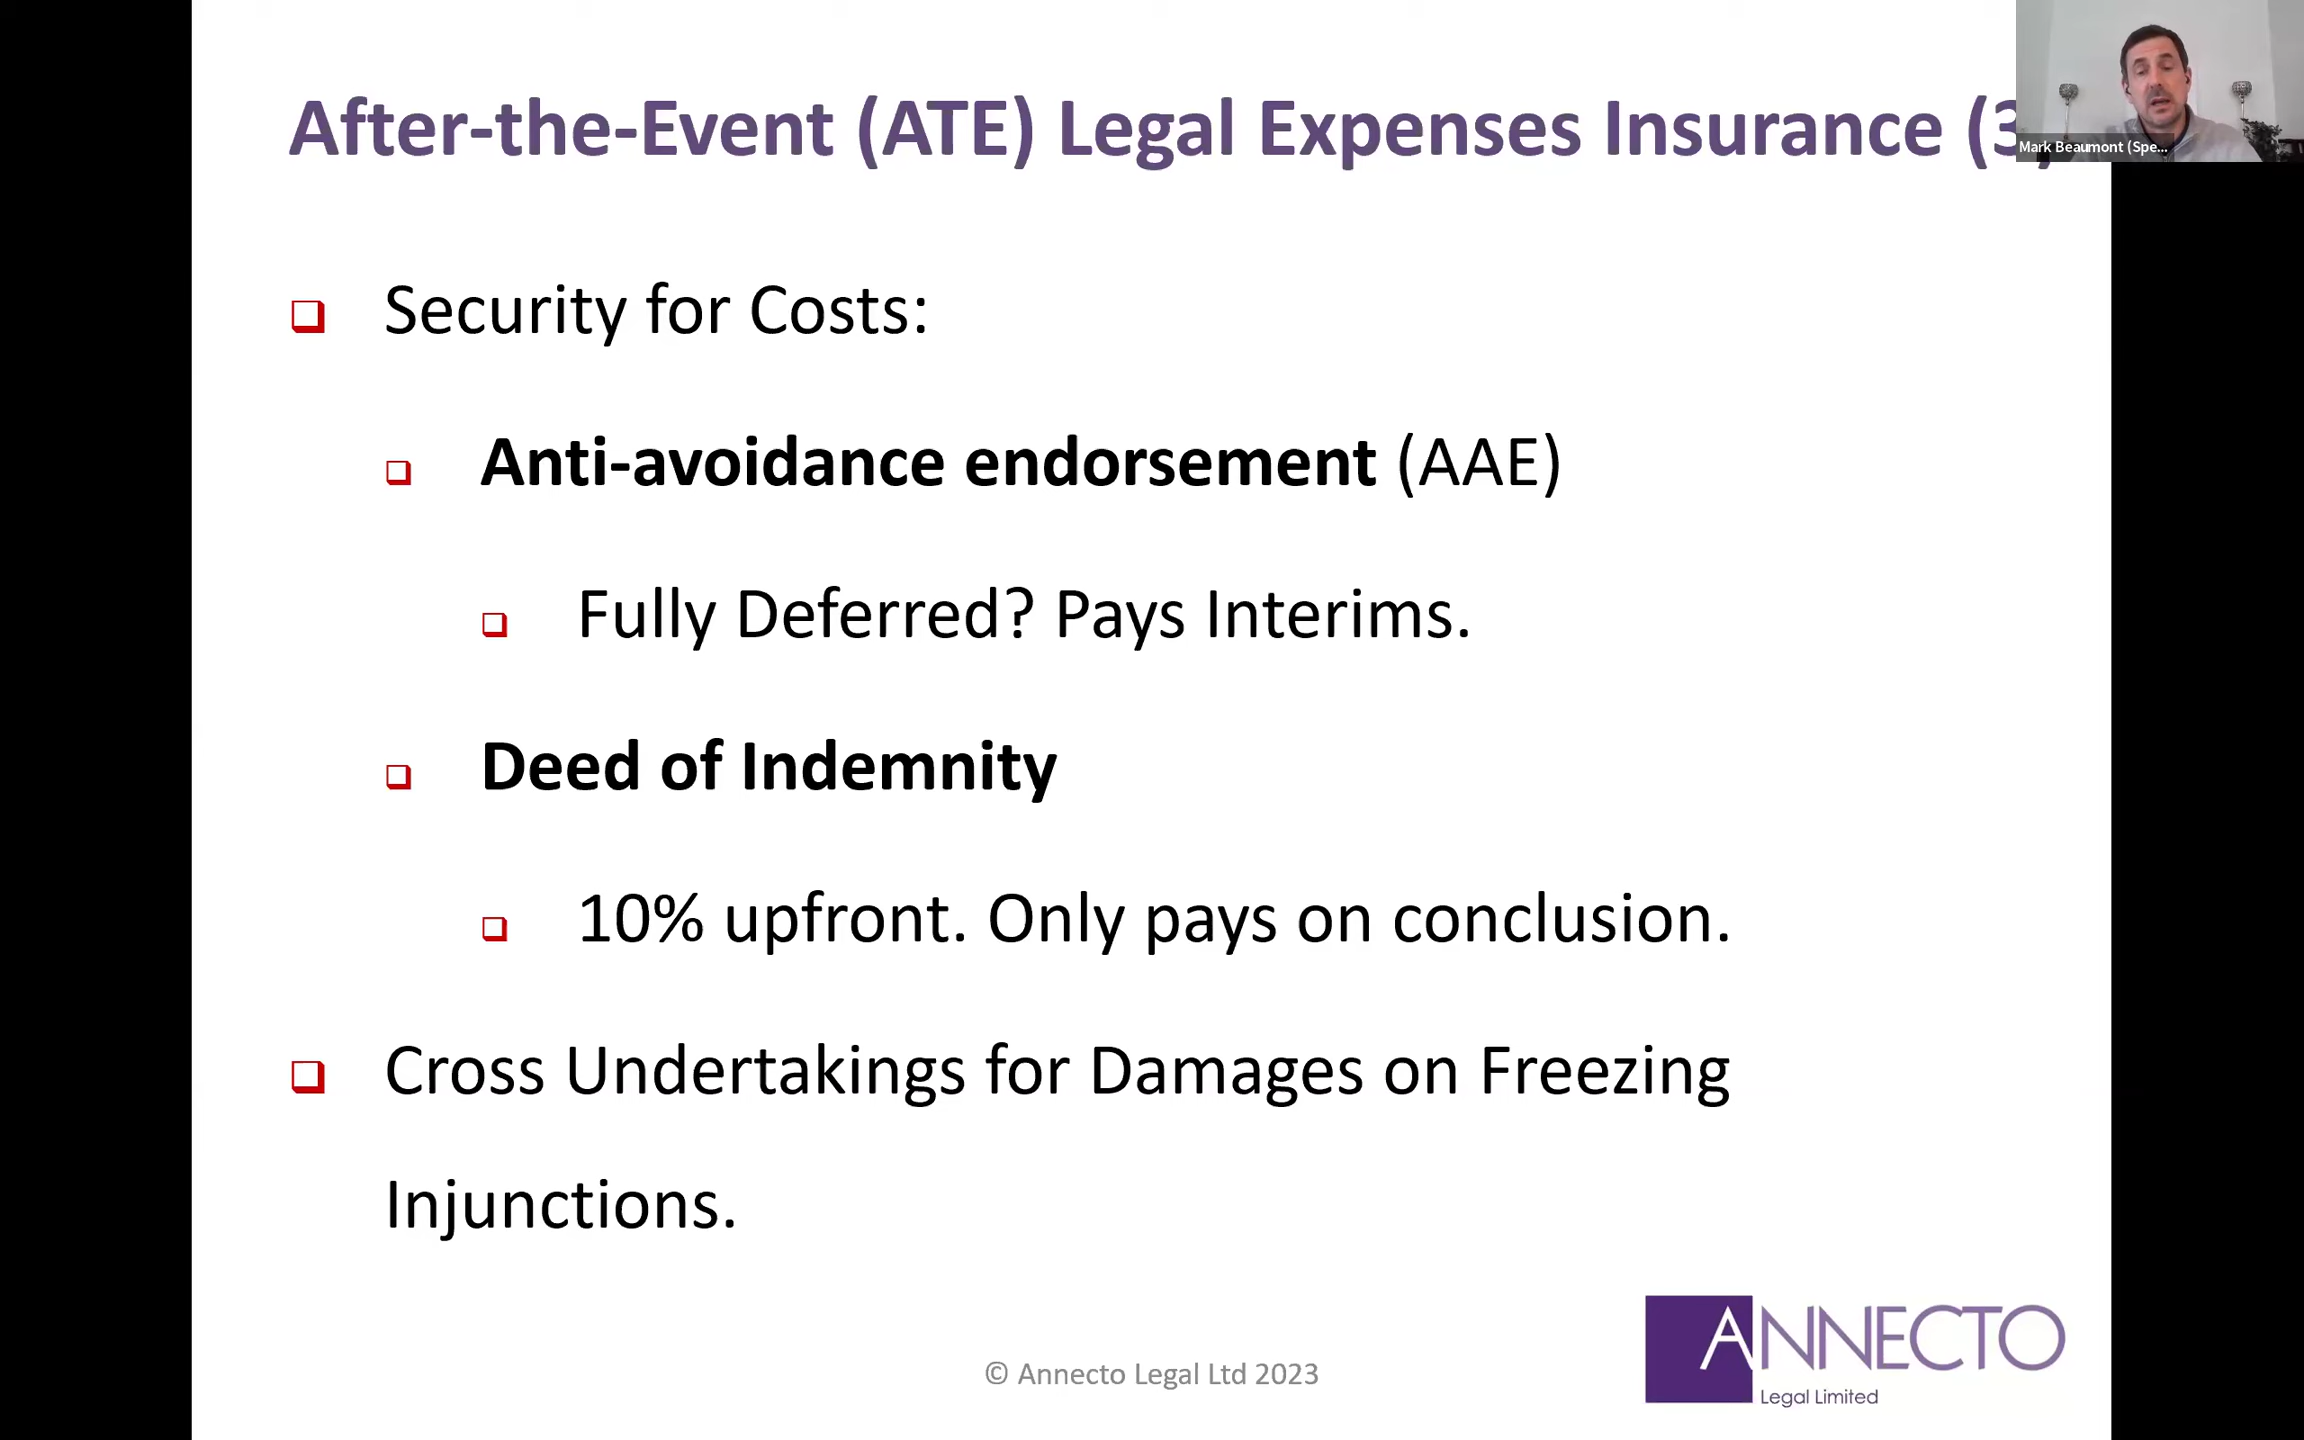 After-the-Event (ATE) Legal Expenses Insurance (3)
Mark Beaumont (Spe...
Security for Costs:
Anti-avoidance endorsement (AAE)
Fully Deferred? Pays Interims.
Deed of Indemnity
10% upfront. Only pays on conclusion.
Cross Undertakings for Damages on Freezing
Injunctions.
© Annecto Legal Ltd 2023
ANNECTO
Legal Limited